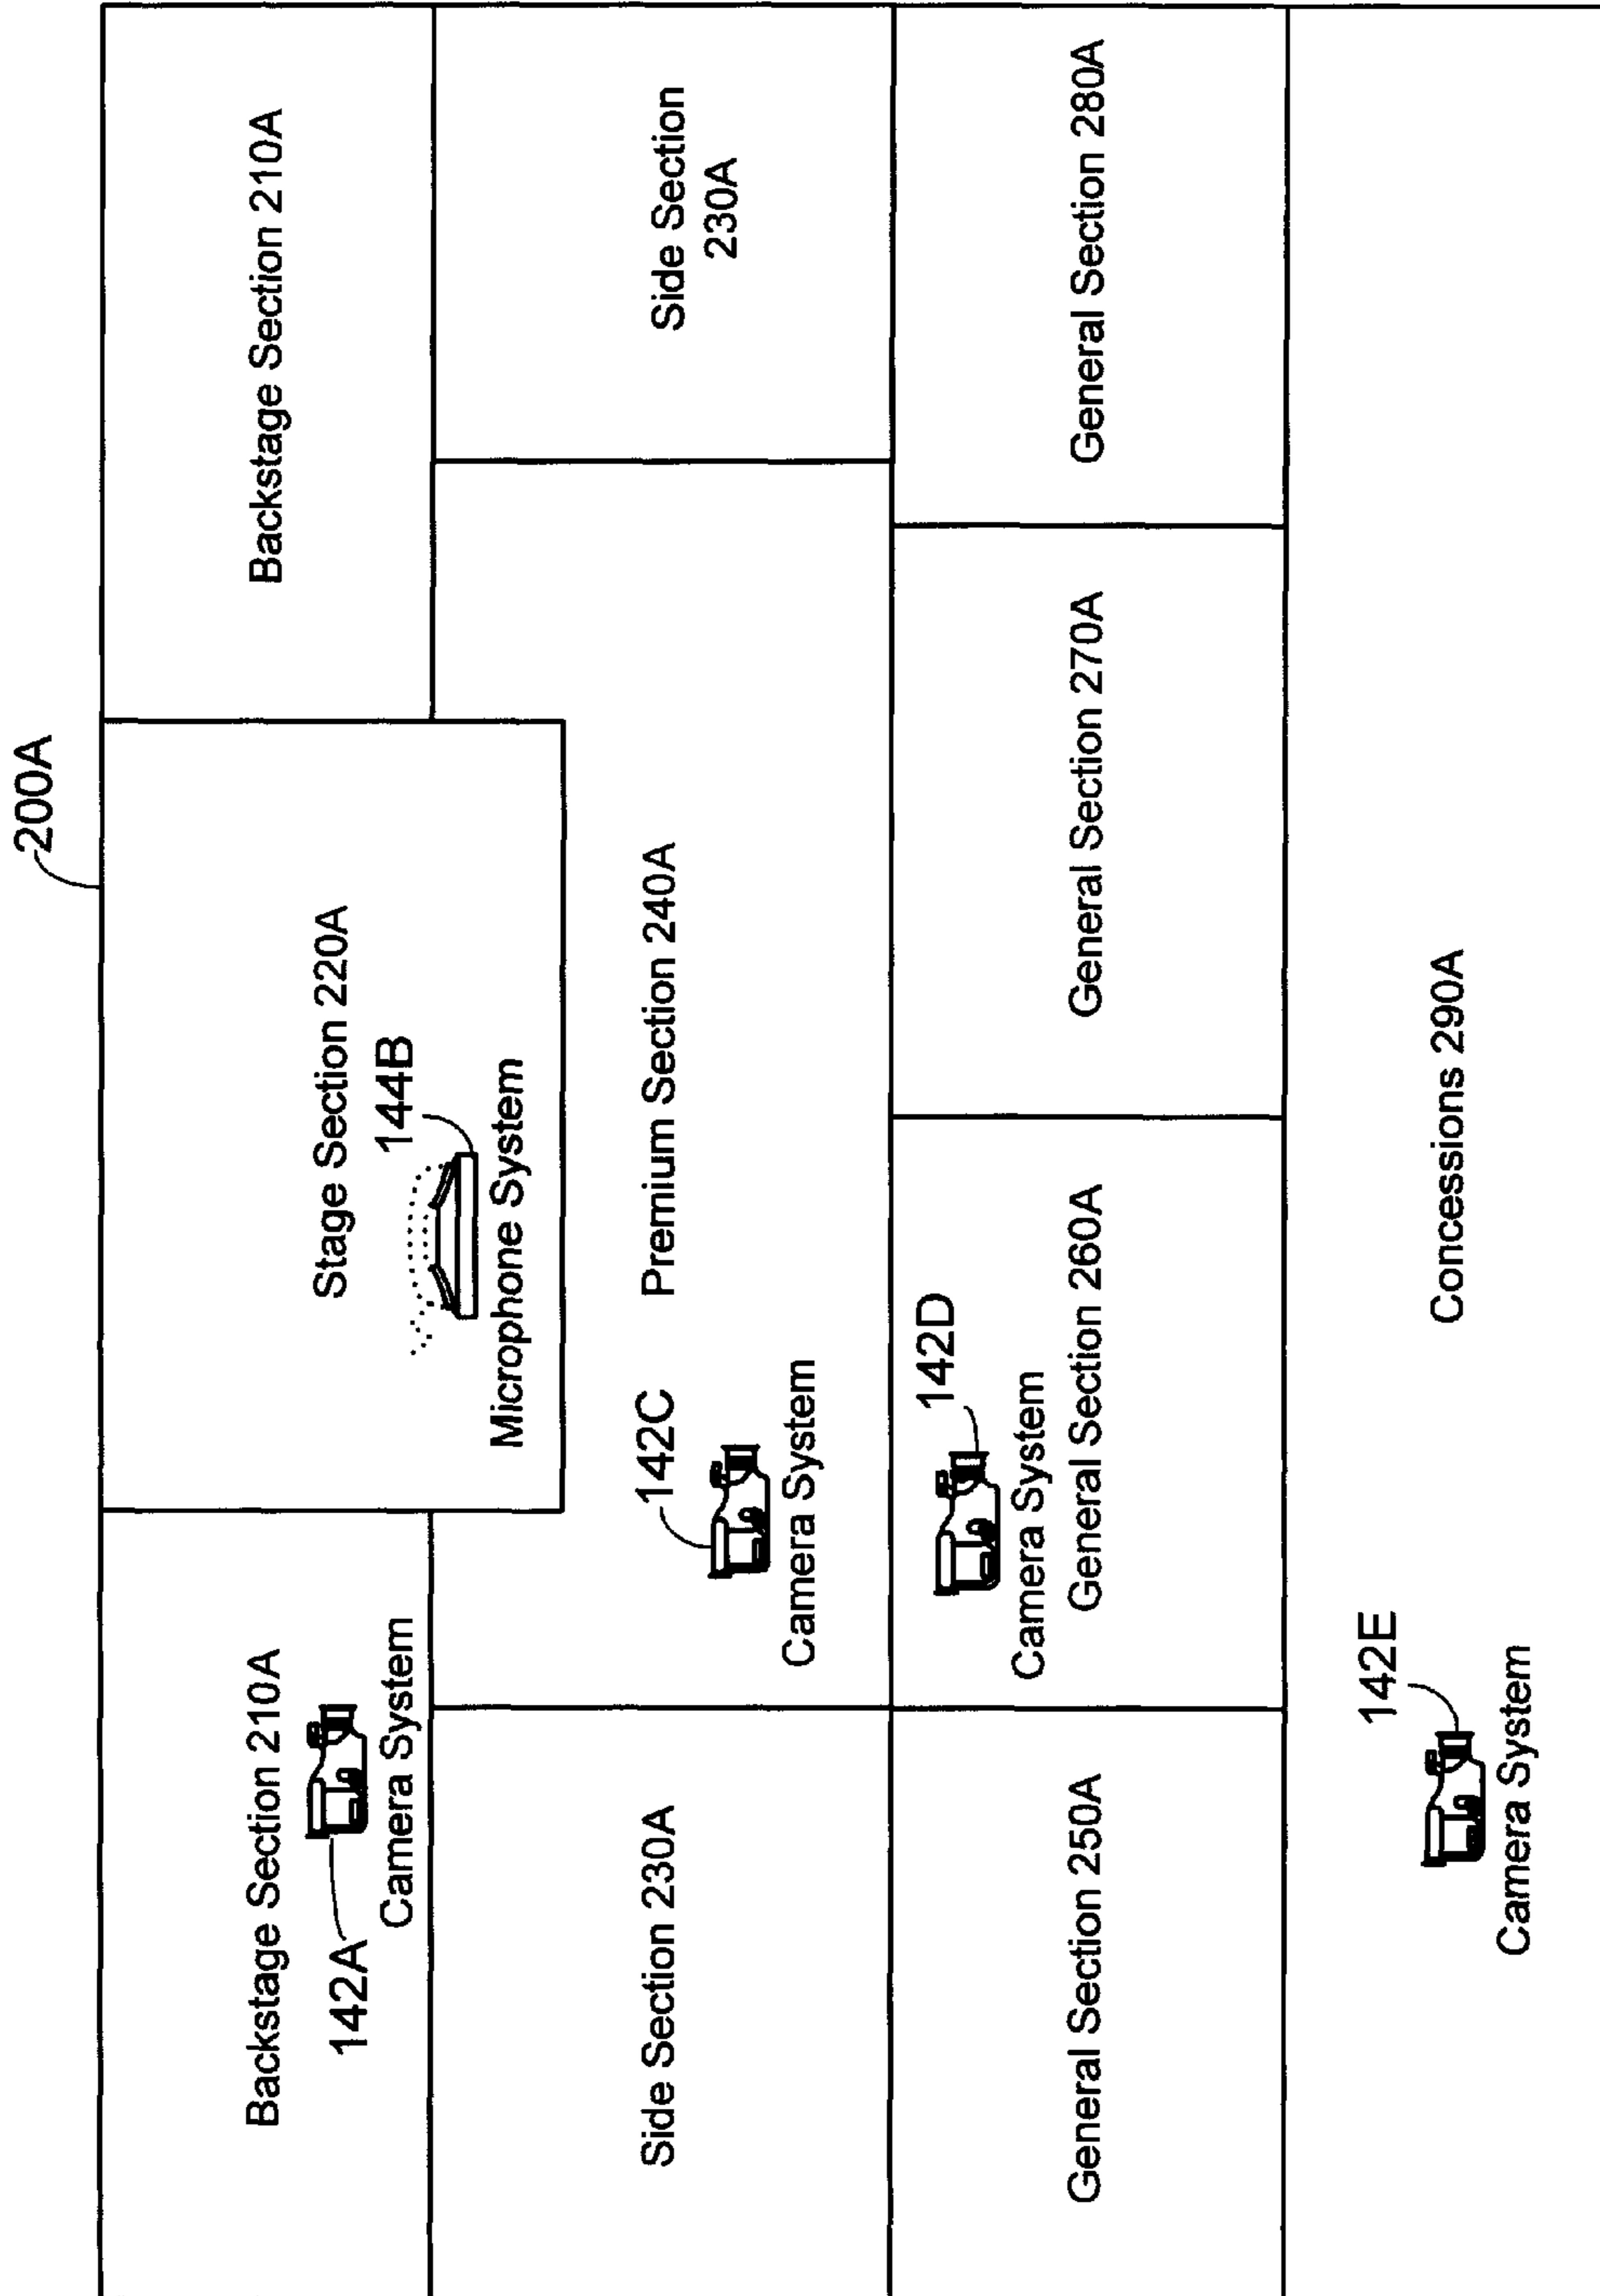 200A
Backstage Section 210A
142A
Camera System
Stage Section 220A
144B
Microphone System
Backstage Section 210A
Side Section 230A
142C
Camera System
Premium Section 240A
Side Section
230A
General Section 250A
142D
Camera System
General Section 260A
General Section 270A
General Section 280A
142E
Camera System
Concessions 290A